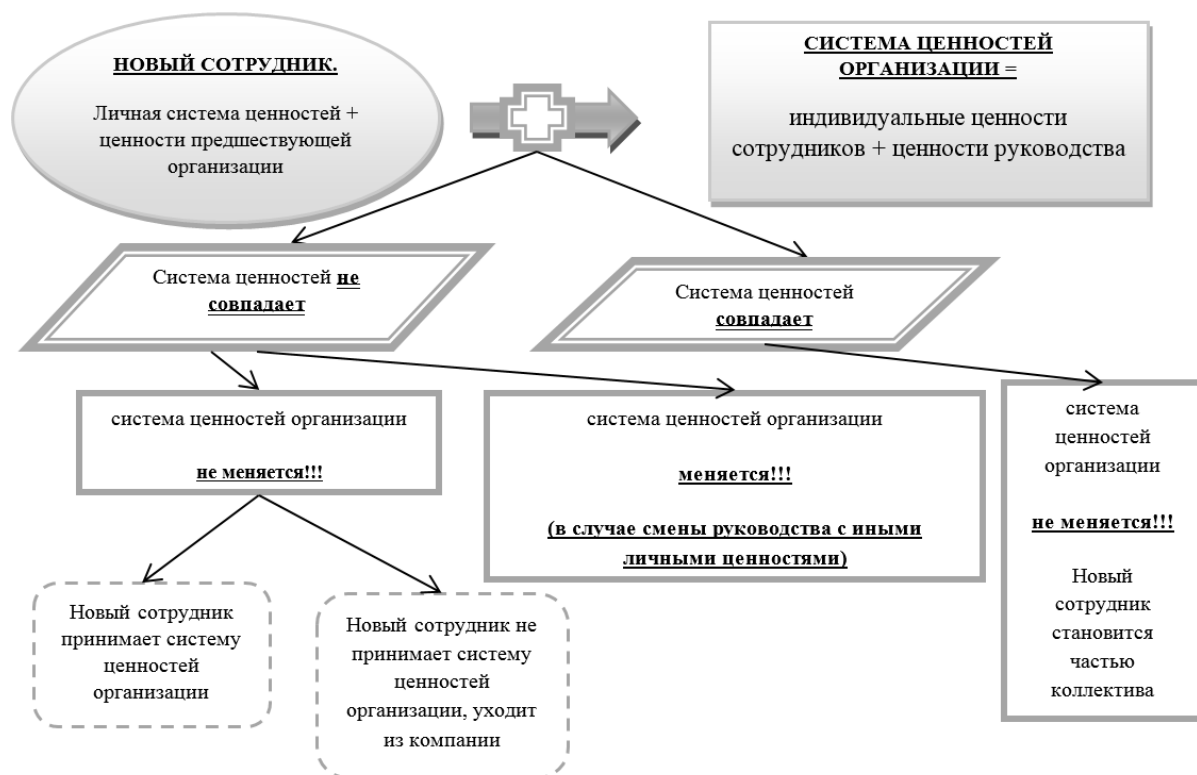 НОВЫЙ СОТРУДНИК.
Личная система ценностей +
ценности предшествующей
организации
СИСТЕМА ЦЕННОСТЕЙ
ОРГАНИЗАЦИИ =
индивидуальные ценности
сотрудников + ценности руководства
Система ценностей не
совпадает
Система ценностей
совпадает
система ценностей организации
не меняется!!!
система ценностей организации
меняется!!!
(в случае смены руководства с иными
личными ценностями)
система
ценностей
организации
не меняется!!!
Новый
сотрудник
становится
частью
коллектива
Новый сотрудник
принимает систему
ценностей
организации
Новый сотрудник не
принимает систему
ценностей
организации, уходит
из компании